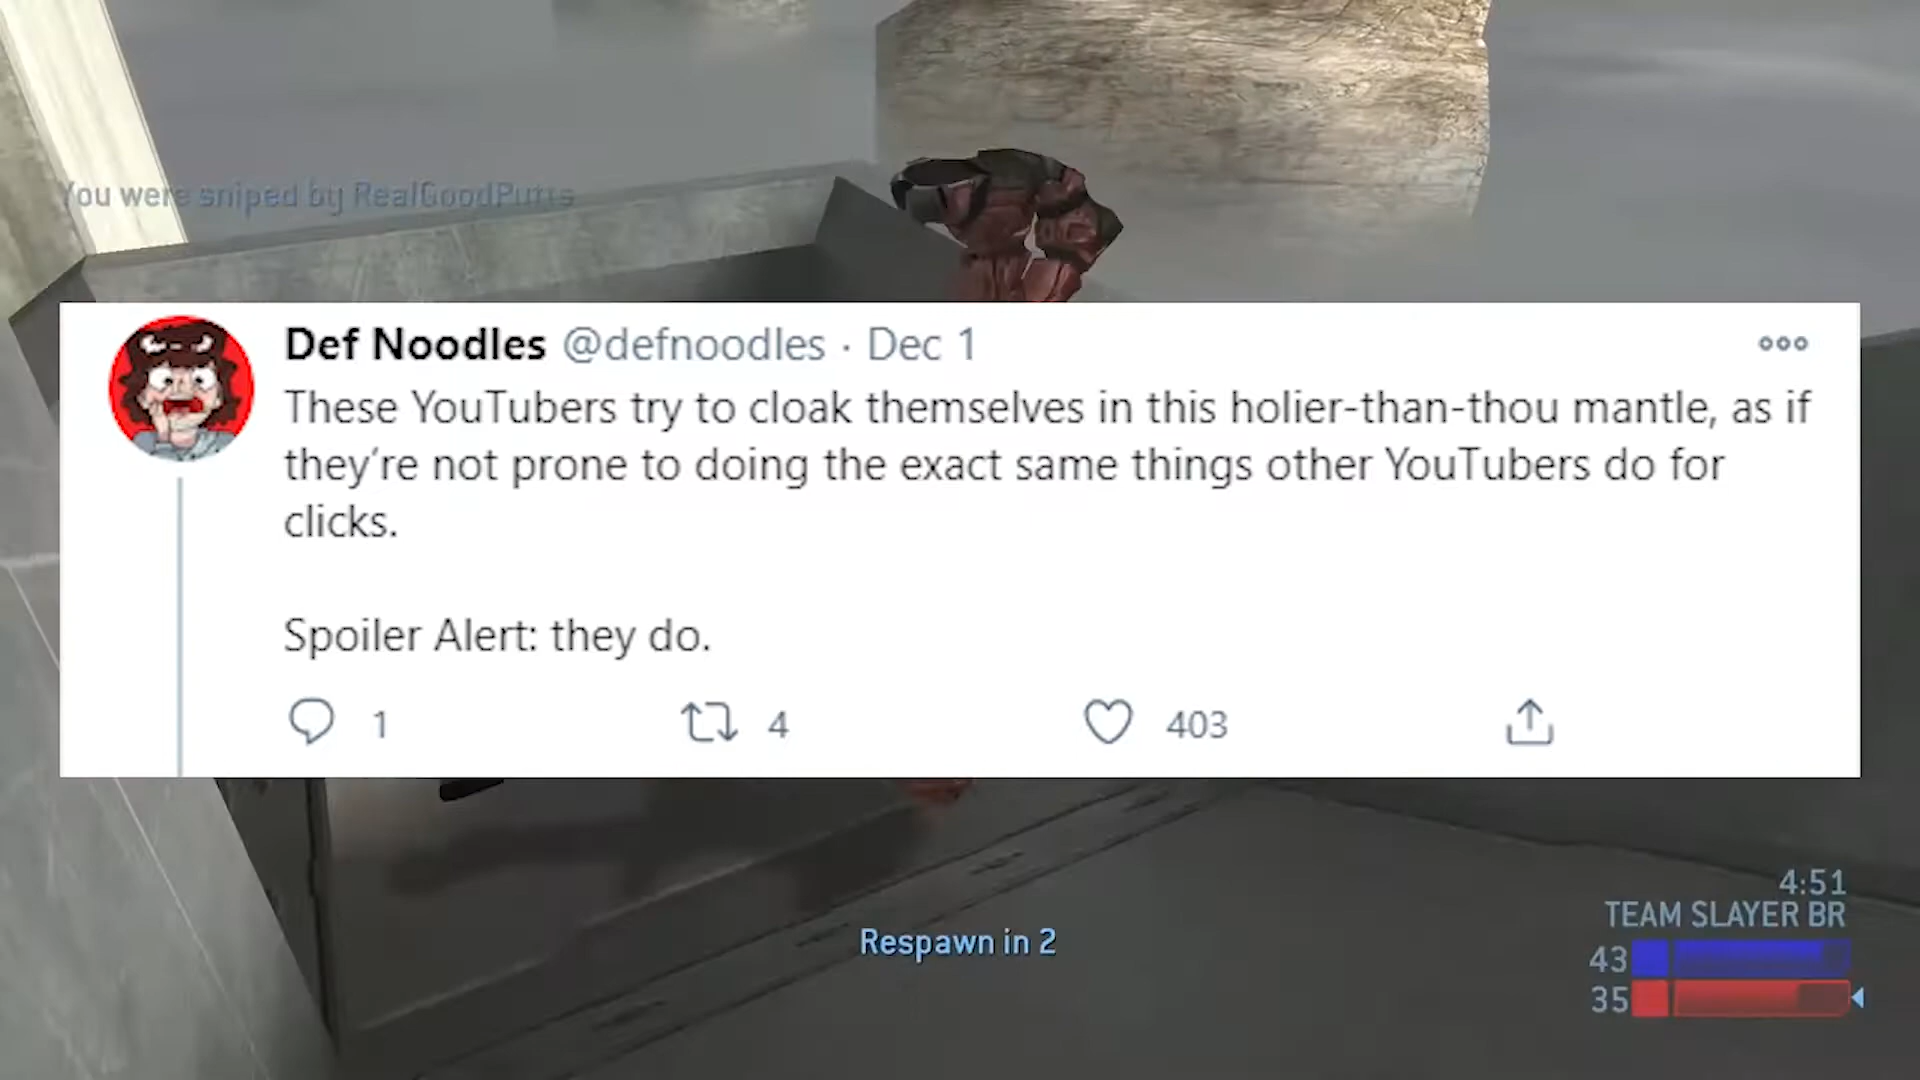 You were sniped by RealGoodPutts
Def Noodles @defnoodles · Dec 1
These YouTubers try to cloak themselves in this holier-than-thou mantle, as if
they’re not prone to doing the exact same things other YouTubers do for
clicks.
Spoiler Alert: they do.
1 4 403
4:51
TEAM SLAYER BR
Respawn in 2
43
35